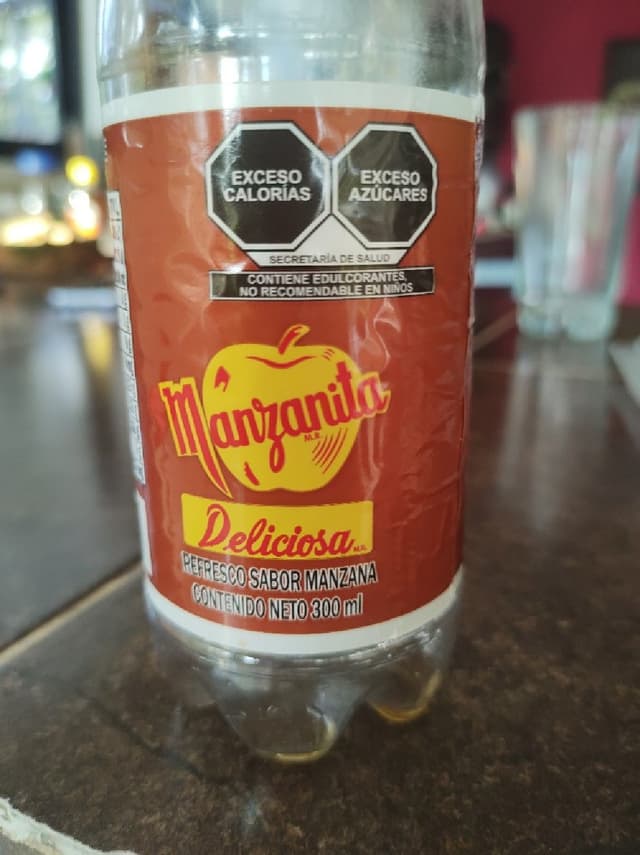 EXCESO
CALORÍAS
EXCESO
AZÚCARES
SECRETARÍA DE SALUD
CONTIENE EDULCORANTES,
NO RECOMENDABLE EN NIÑOS
Manzanita
M.R.
Deliciosa
M.R.
REFRESCO SABOR MANZANA
CONTENIDO NETO 300 ml